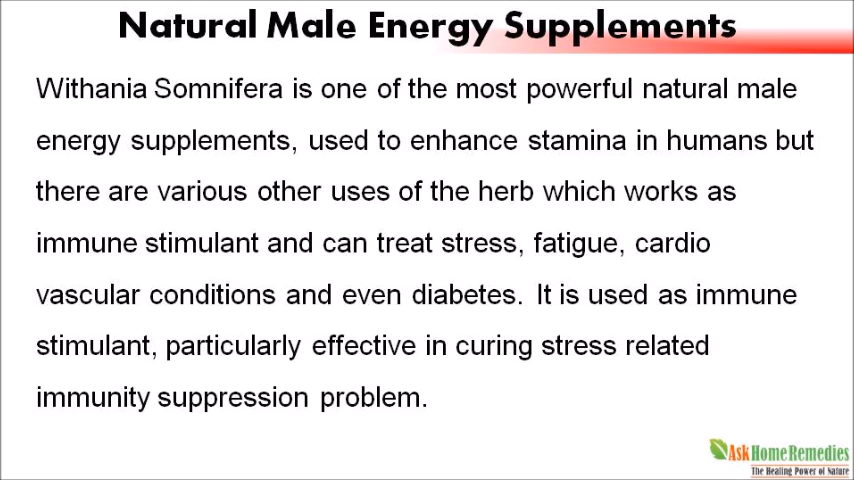 Natural Male Energy Supplements
Withania Somnifera is one of the most powerful natural male
energy supplements, used to enhance stamina in humans but
there are various other uses of the herb which works as
immune stimulant and can treat stress, fatigue, cardio
vascular conditions and even diabetes. It is used as immune
stimulant, particularly effective in curing stress related
immunity suppression problem.
AskHomeRemedies
The Healing Power of Nature